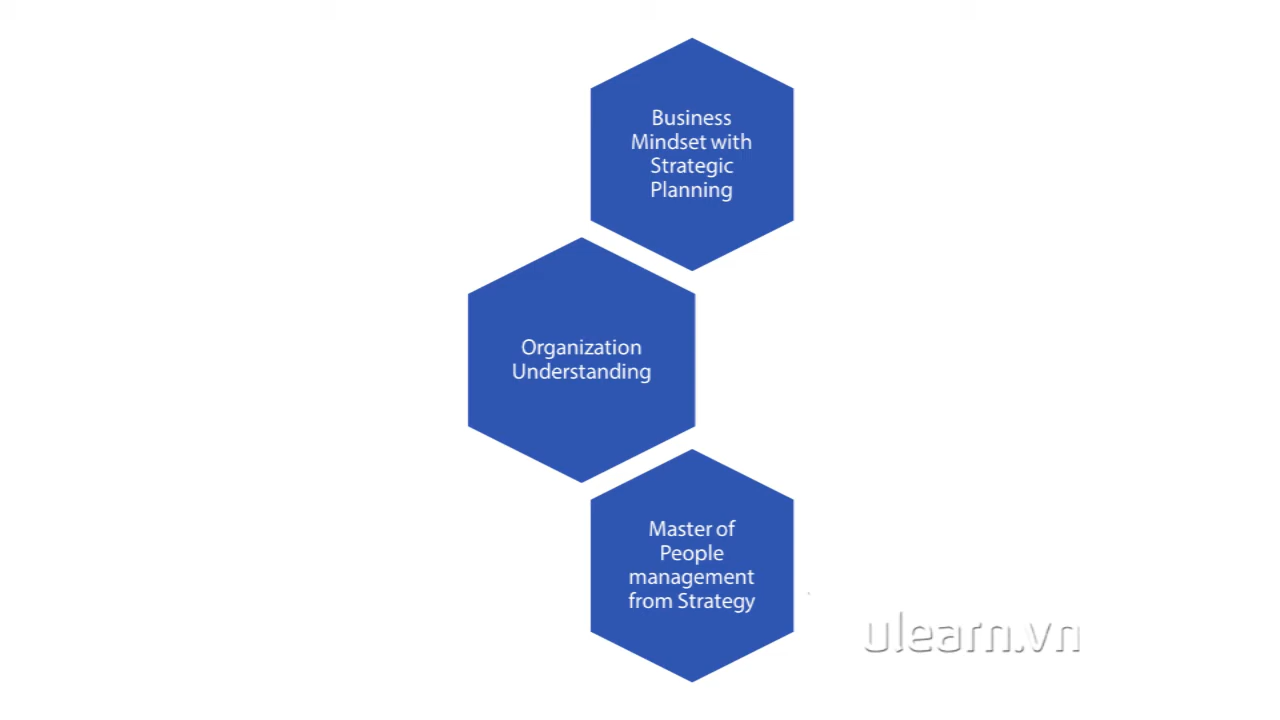 Business
Mindset with
Strategic
Planning
Organization
Understanding
Master of
People
management
from Strategy
ulearn.vn